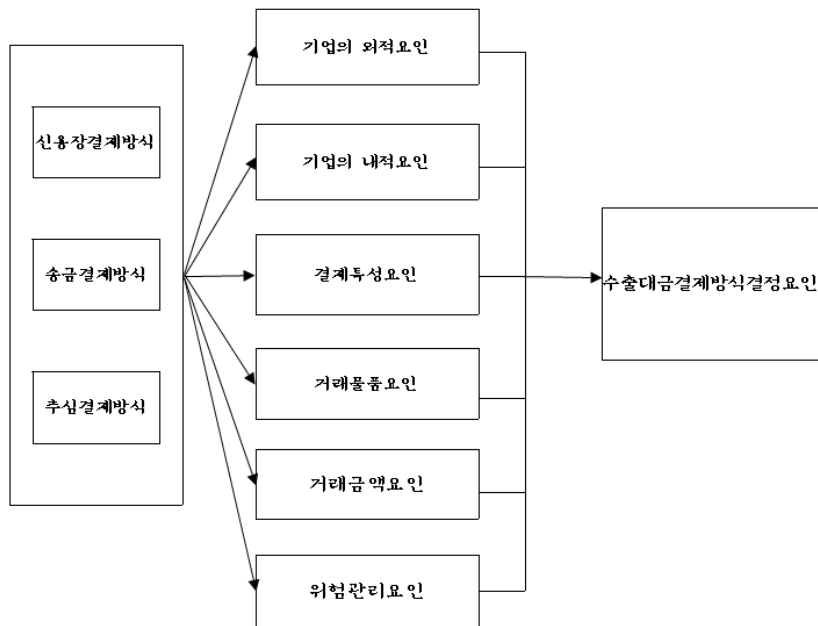 신용장결제방식
송금결제방식
추심결제방식
기업의 외적요인
기업의 내적요인
결제특성요인
거래물품요인
거래금액요인
위험관리요인
수출대금결제방식결정요인